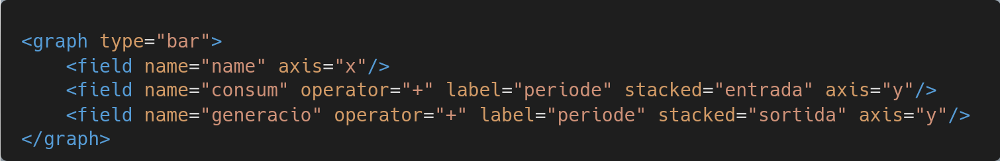 <graph type="bar">
    <field name="name" axis="x"/>
    <field name="consum" operator="+" label="periode" stacked="entrada" axis="y"/>
    <field name="generacio" operator="+" label="periode" stacked="sortida" axis="y"/>
</graph>